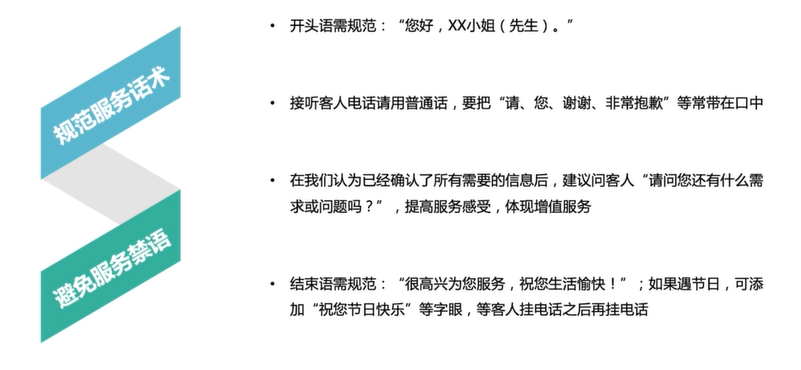 规范服务话术
避免服务禁语
• 开头语需规范：“您好，XX小姐（先生）。”
• 接听客人电话请用普通话，要把“请、您、谢谢、非常抱歉”等常带在口中
• 在我们认为已经确认了所有需要的信息后，建议问客人“请问您还有什么需
求或问题吗？”，提高服务感受，体现增值服务
• 结束语需规范：“很高兴为您服务，祝您生活愉快！”；如果遇节日，可添
加“祝您节日快乐”等字眼，等客人挂电话之后再挂电话